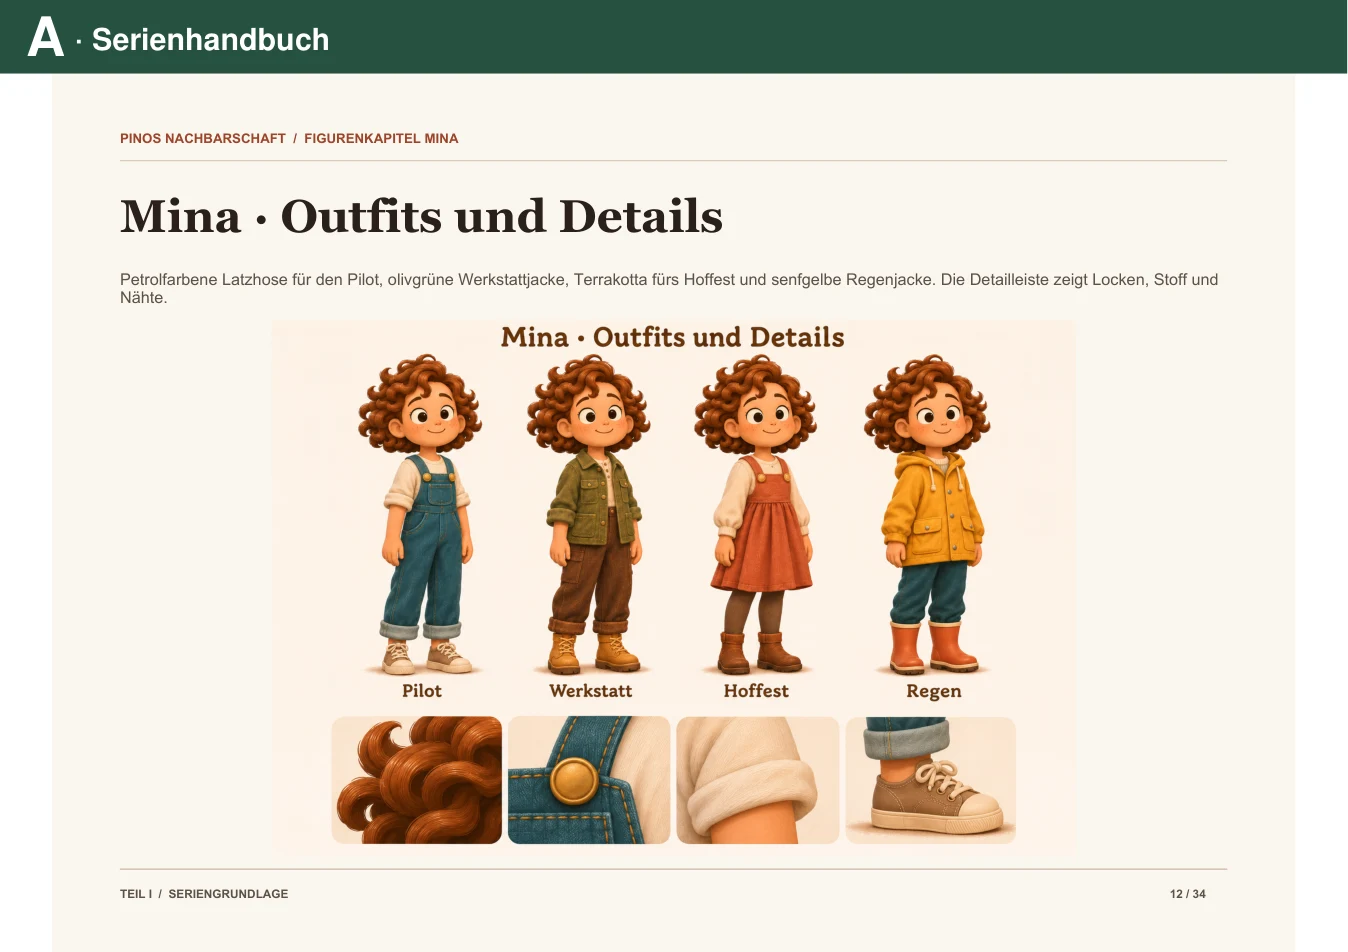 A · Serienhandbuch
PINOS NACHBARSCHAFT / FIGURENKAPITEL MINA
Mina · Outfits und Details
Petrolfarbene Latzhose für den Pilot, olivgrüne Werkstattjacke, Terrakotta fürs Hoffest und senfgelbe Regenjacke. Die Detailleiste zeigt Locken, Stoff und
Nähte.
Mina · Outfits und Details
Pilot Werkstatt Hoffest Regen
TEIL I / SERIENGRUNDLAGE 12 / 34